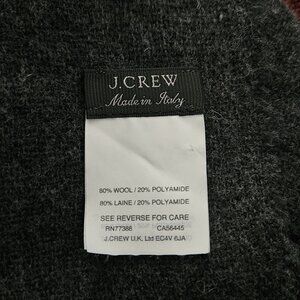 J.CREW
Made in Italy
80% WOOL / 20% POLYAMIDE
80% LAINE / 20% POLYAMIDE
SEE REVERSE FOR CARE
RN77388 CA56445
J.CREW U.K. Ltd EC4V 6JA